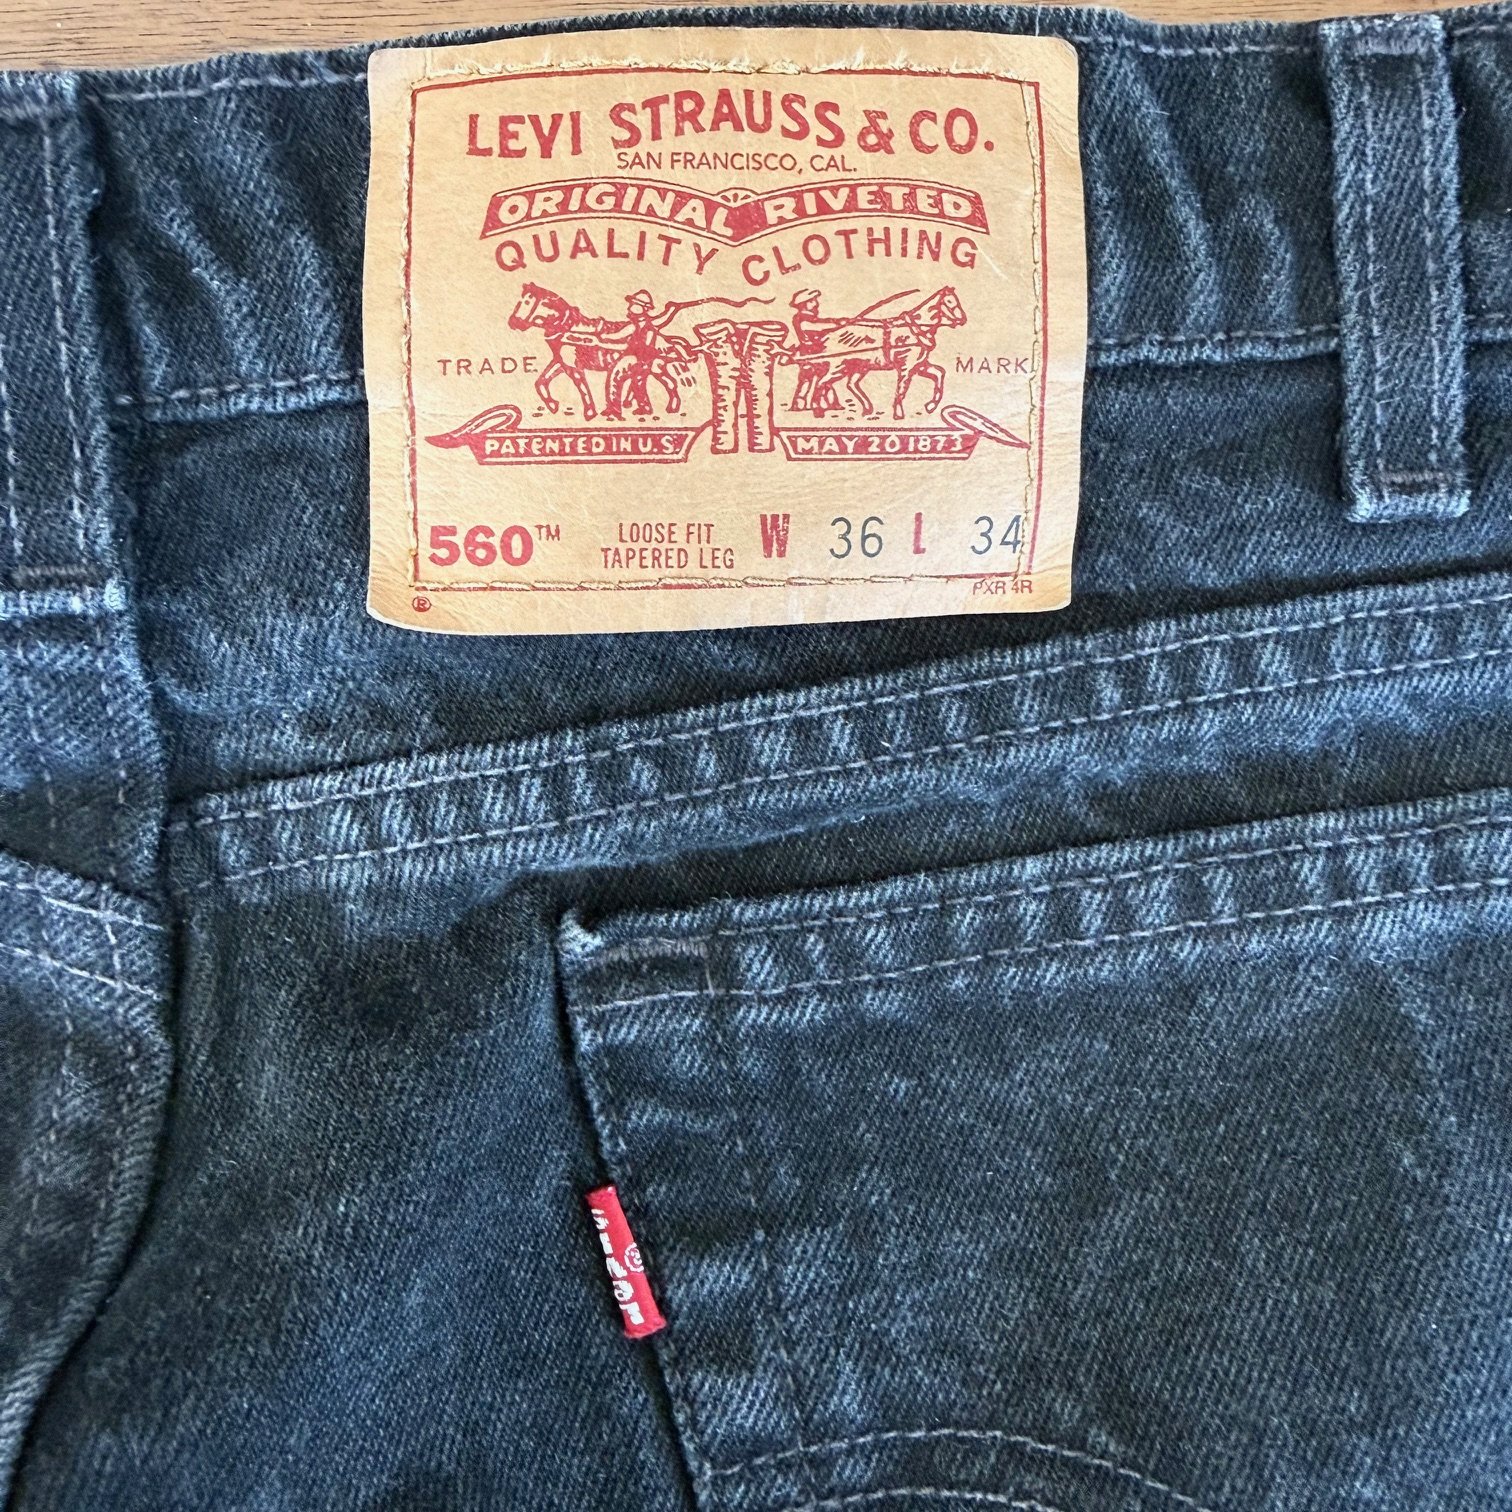 LEVI STRAUSS & CO.
SAN FRANCISCO, CAL.
ORIGINAL RIVETED
QUALITY CLOTHING
TRADE MARK
PATENTED IN U.S. MAY 20 1873
560™ LOOSE FIT W 36 L 34
TAPERED LEG
PXR 4R
®
®